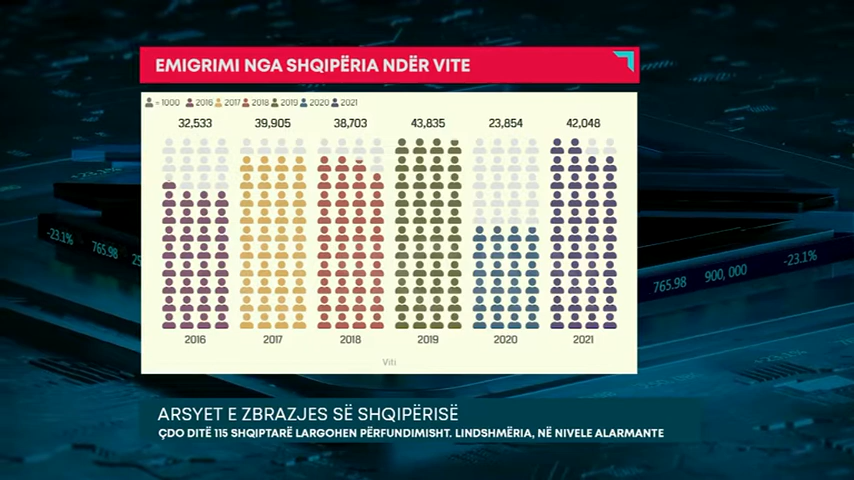 EMIGRIMI NGA SHQIPËRIA NDËR VITE
= 1000 2016 2017 2018 2019 2020 2021
32,533 39,905 38,703 43,835 23,854 42,048
2016 2017 2018 2019 2020 2021
Viti
-23.1% 765.98 25
765.98 900,000 -23.1%
ARSYET E ZBRAZJES SË SHQIPËRISË
ÇDO DITË 115 SHQIPTARË LARGOHEN PËRFUNDIMISHT. LINDSHMËRIA, NË NIVELE ALARMANTE